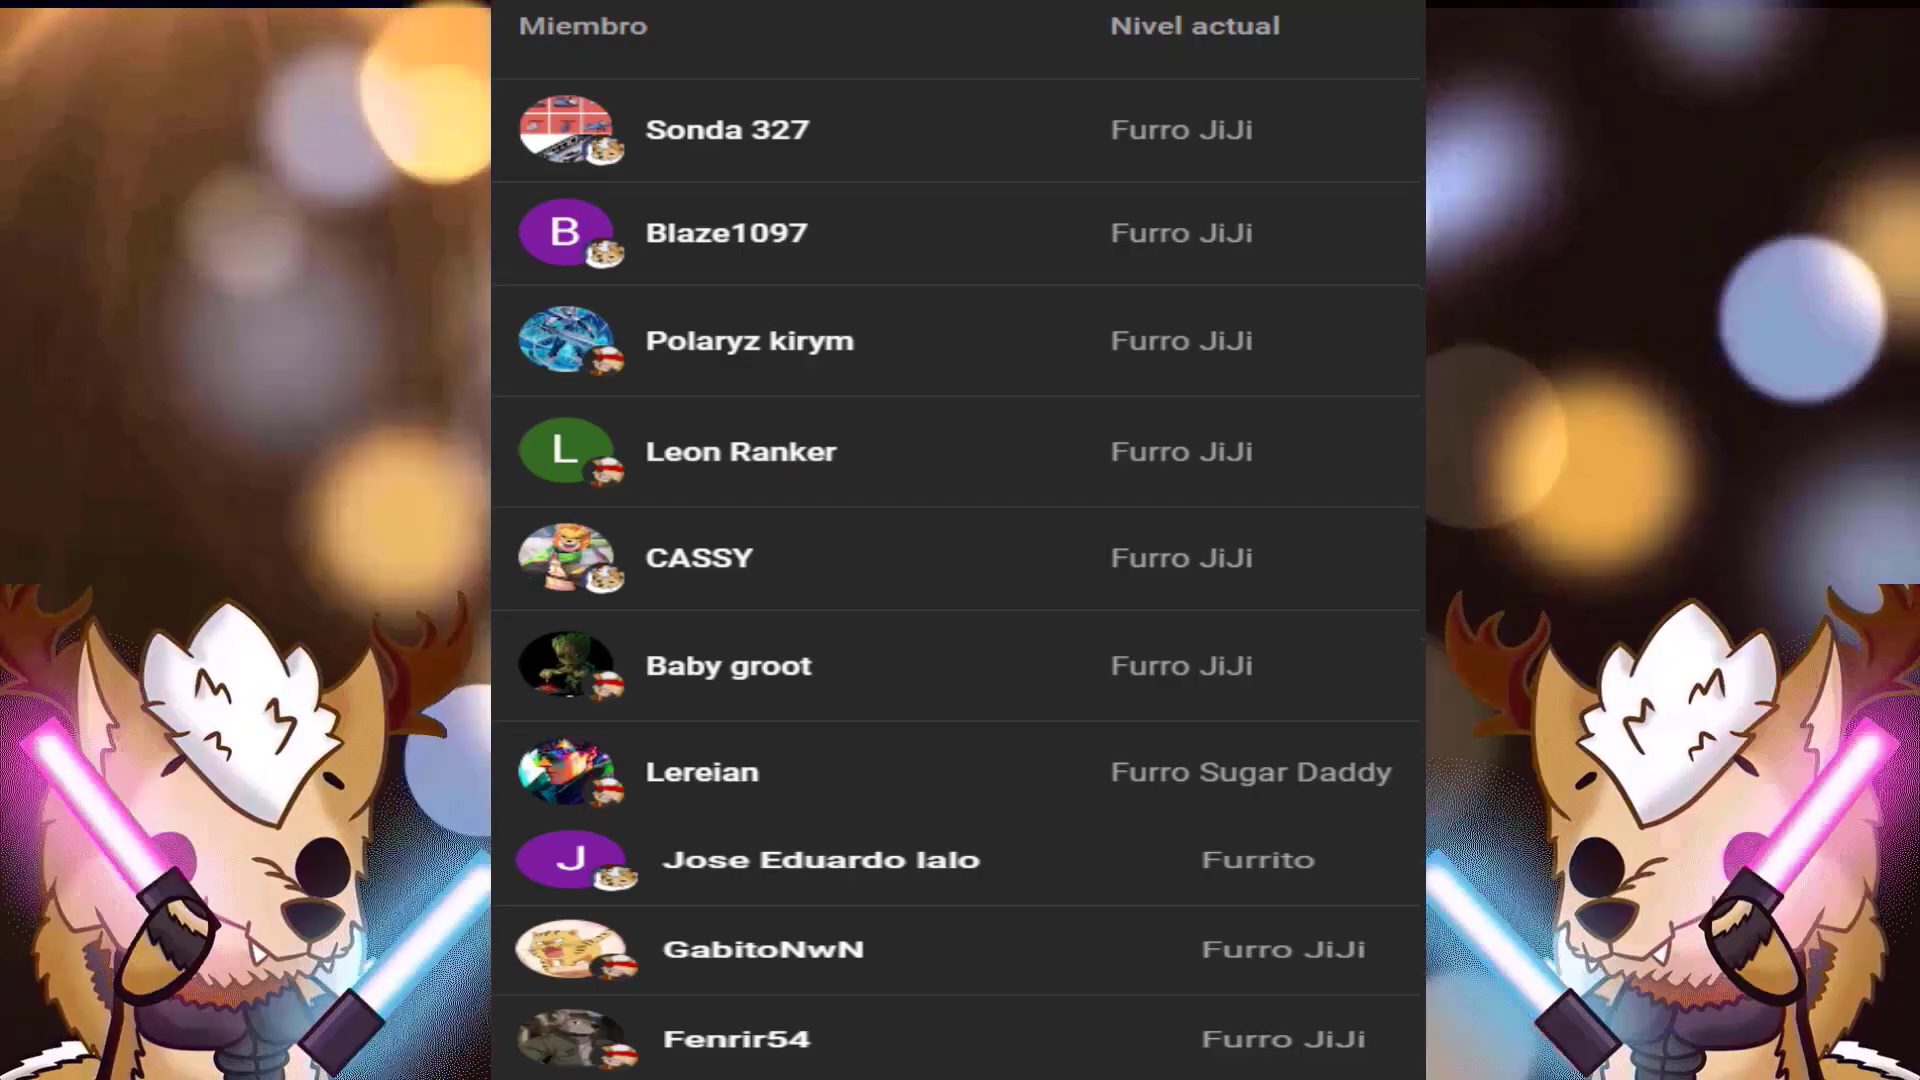 Miembro Nivel actual
Sonda 327 Furro JiJi
B Blaze1097 Furro JiJi
Polaryz kirym Furro JiJi
L Leon Ranker Furro JiJi
CASSY Furro JiJi
Baby groot Furro JiJi
Lereian Furro Sugar Daddy
J Jose Eduardo lalo Furrito
GabitoNwN Furro JiJi
Fenrir54 Furro JiJi